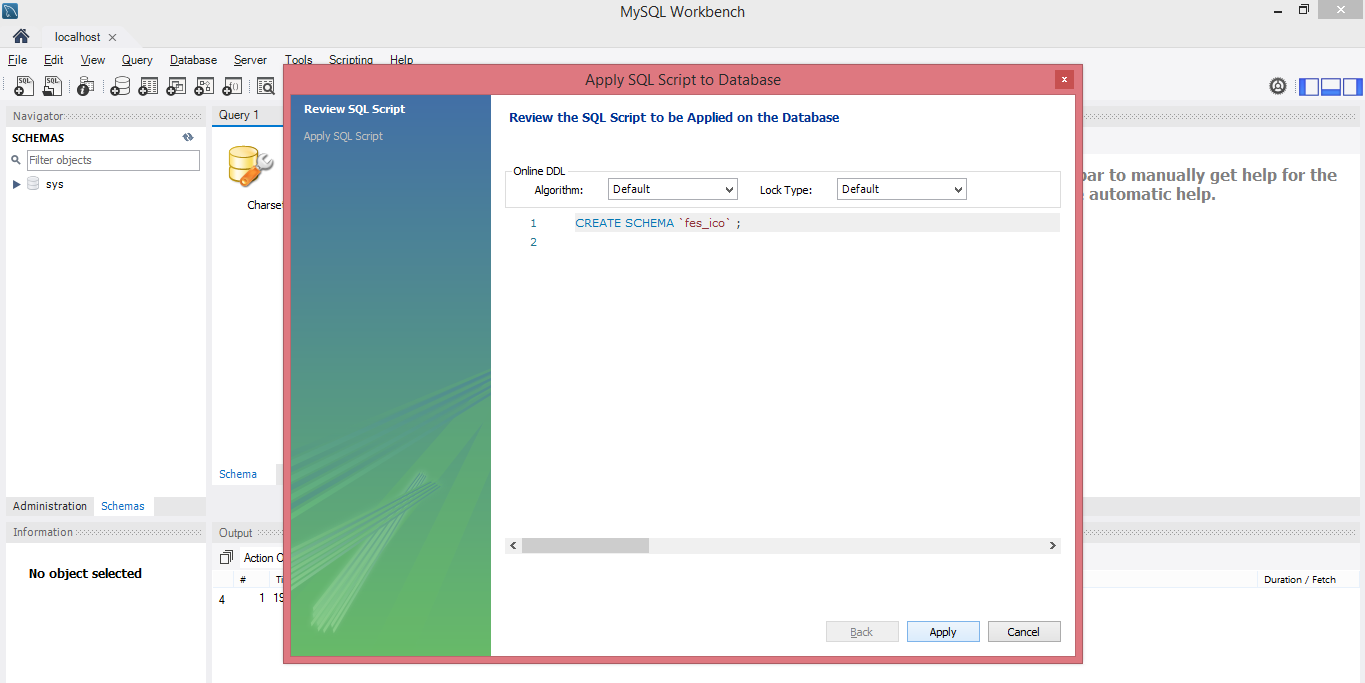 MySQL Workbench
localhost
File Edit View Query Database Server Tools Scripting Help
Navigator
SCHEMAS
Filter objects
sys
Administration Schemas
Information
No object selected
Query 1
Charset
Schema
Output
Action O
#
4 1 19
Duration / Fetch
bar to manually get help for the
automatic help.
Apply SQL Script to Database
x
Review SQL Script
Apply SQL Script
Review the SQL Script to be Applied on the Database
Online DDL
Algorithm: Default Lock Type: Default
1 CREATE SCHEMA `fes_ico` ;
2
Back Apply Cancel